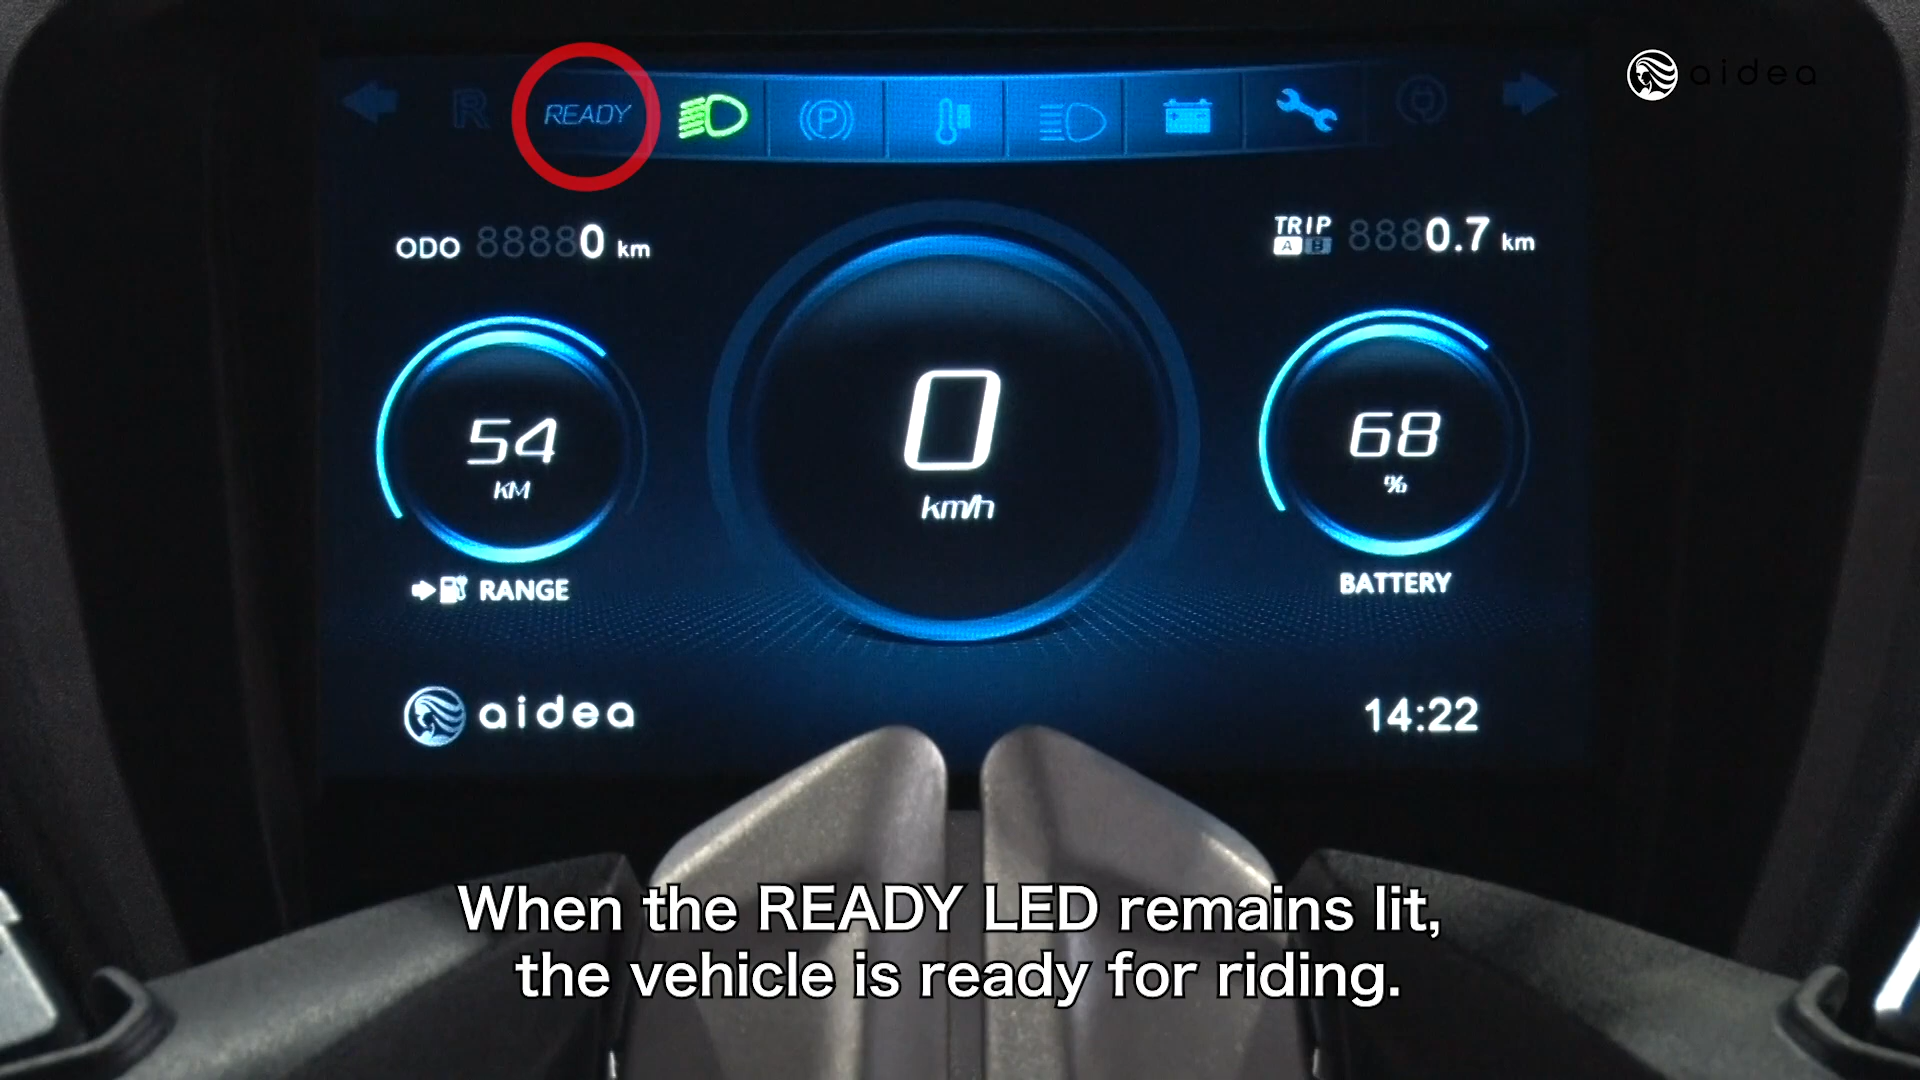 aidea
R
READY
P
ODO 88880 km
TRIP A B 8880.7 km
54
KM
RANGE
0
km/h
68
%
BATTERY
aidea
14:22
When the READY LED remains lit,
the vehicle is ready for riding.